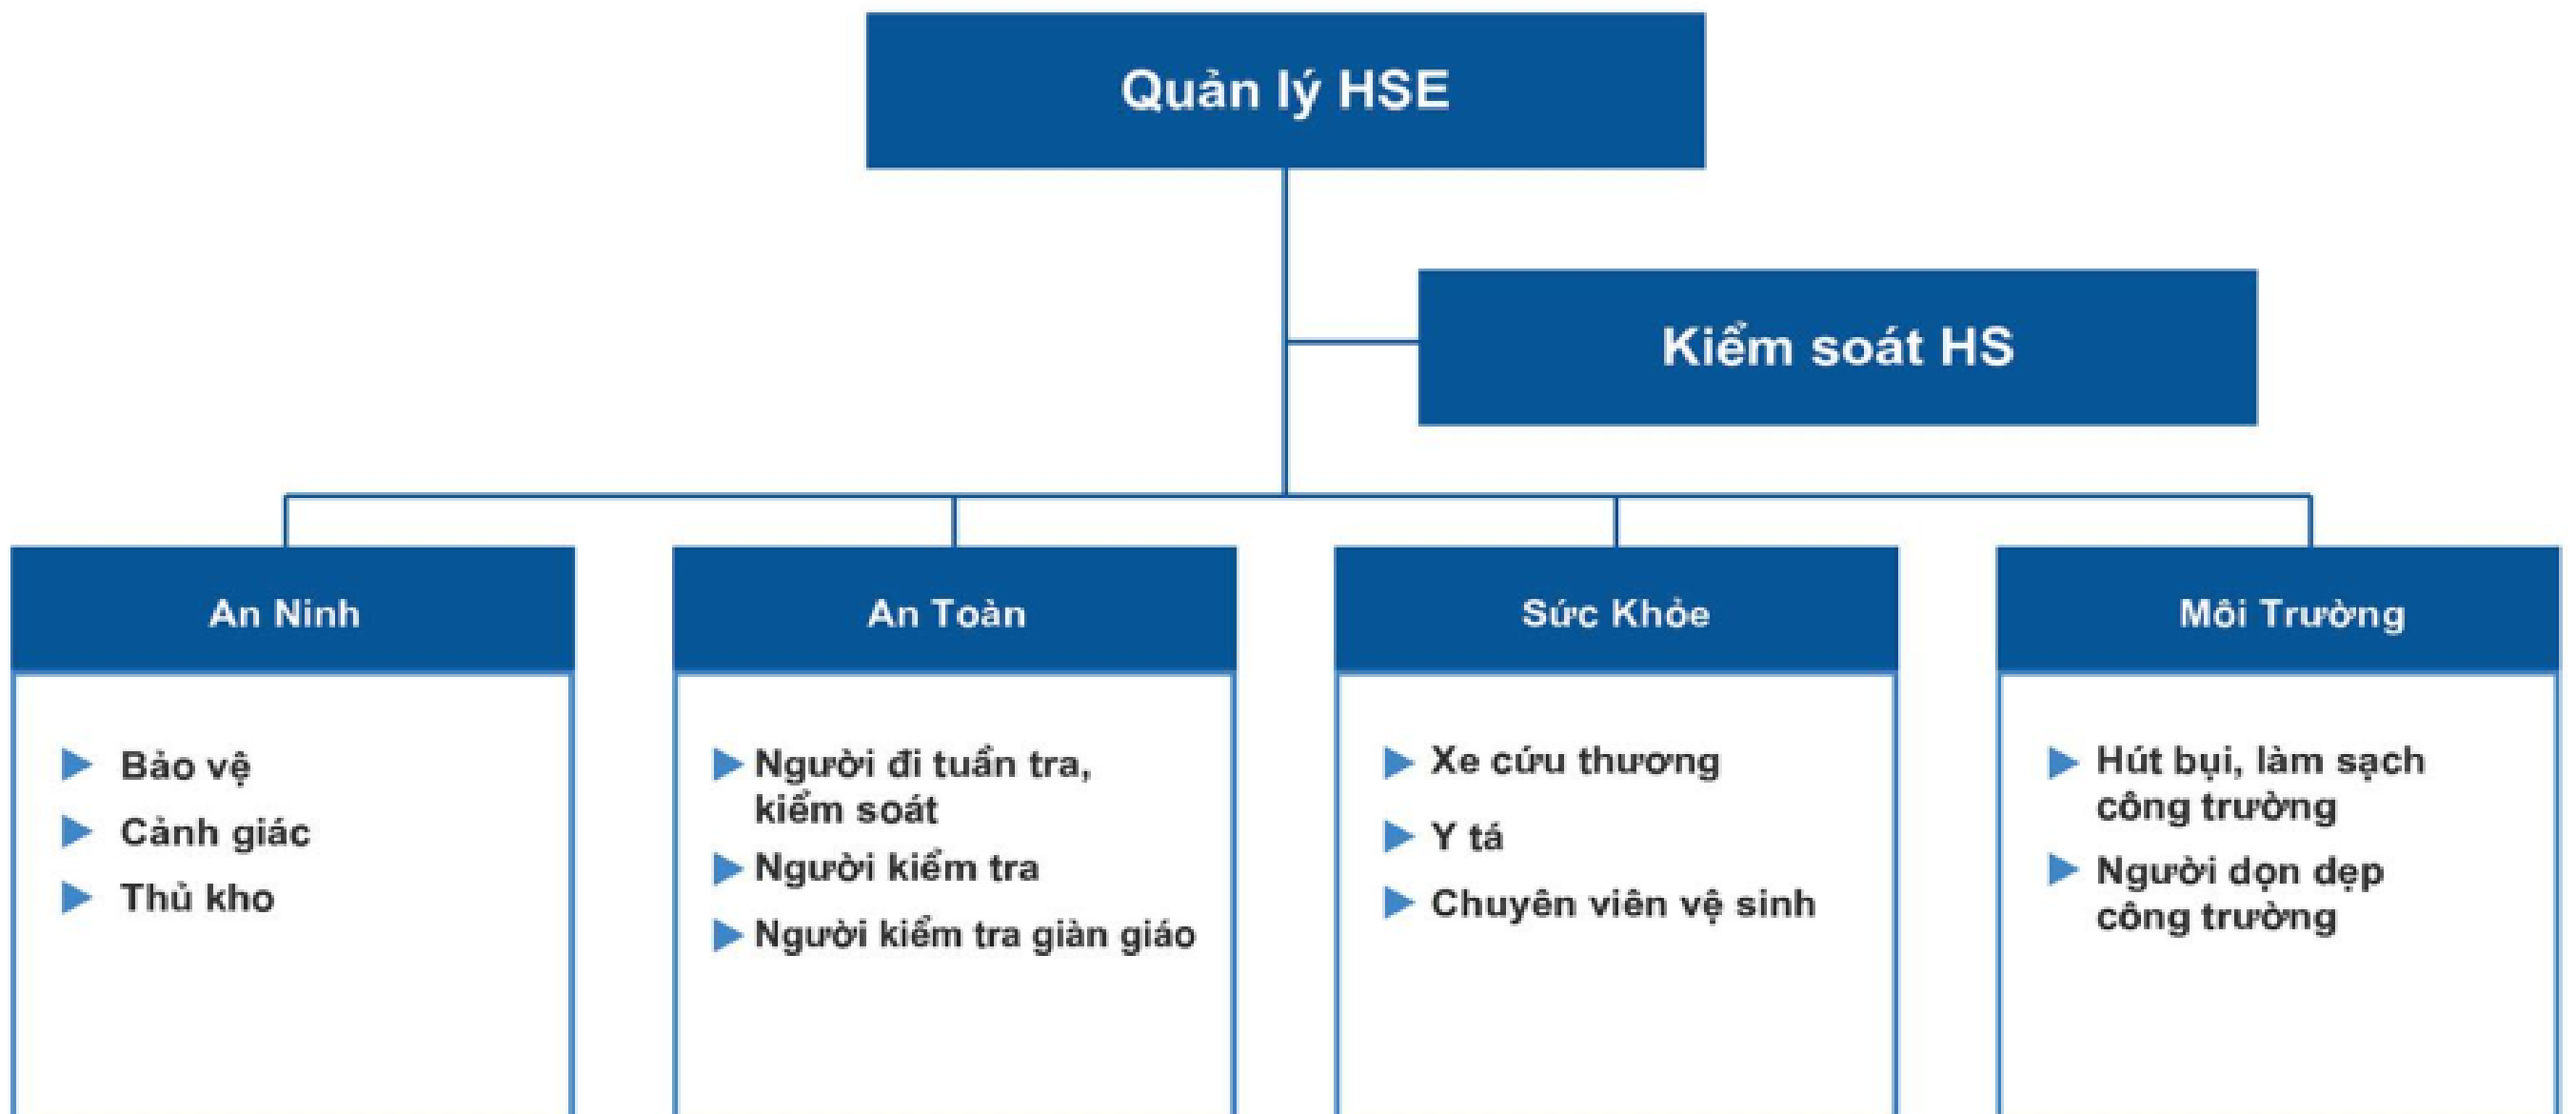 Quản lý HSE
Kiểm soát HS
An Ninh
Bảo vệ
Cảnh giác
Thủ kho
An Toàn
Người đi tuần tra,
kiểm soát
Người kiểm tra
Người kiểm tra giàn giáo
Sức Khỏe
Xe cứu thương
Y tá
Chuyên viên vệ sinh
Môi Trường
Hút bụi, làm sạch
công trường
Người dọn dẹp
công trường